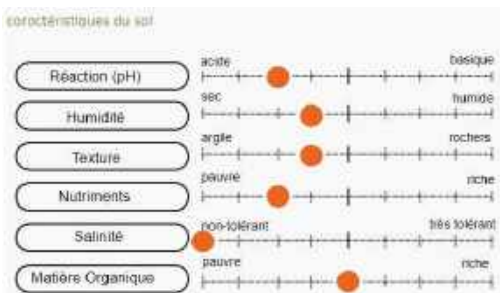 caractéristiques du sol
Réaction (pH) acide basique
Humidité sec humide
Texture argile rochers
Nutriments pauvre riche
Salinité non-tolérant très tolérant
Matière Organique pauvre riche